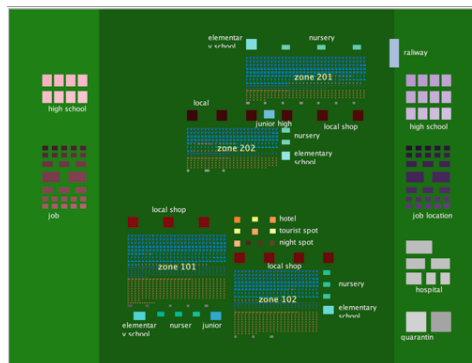 elementar
y school
nursery
raliway
zone 201
high school
local
junior high
local shop
high school
zone 202
nursery
elementary
school
job
job location
local shop
hotel
tourist spot
night spot
zone 101
local shop
hospital
zone 102
nursery
elementary
school
elementar
y school
nurser
junior
quarantin